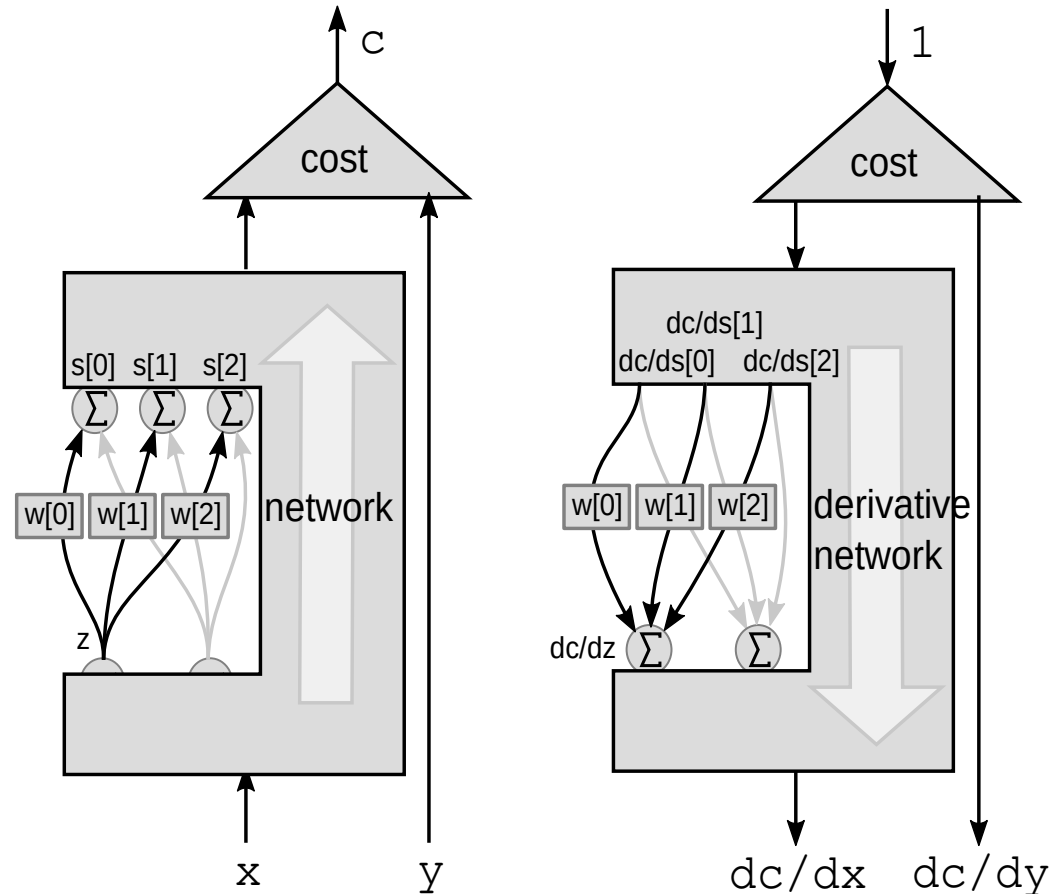 c
cost
s[0] s[1] s[2]
Σ Σ Σ
w[0] w[1] w[2]
network
z
x y
1
cost
dc/ds[1]
dc/ds[0] dc/ds[2]
w[0] w[1] w[2]
derivative
network
dc/dz
Σ Σ
dc/dx dc/dy